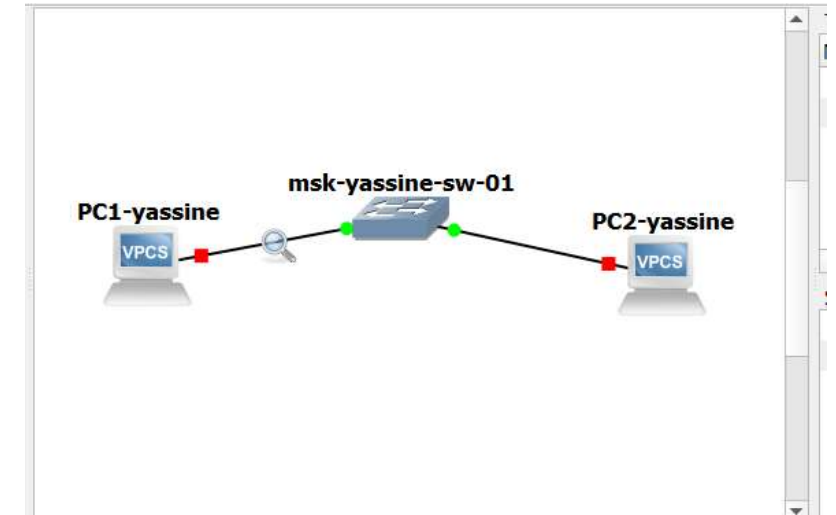 msk-yassine-sw-01
PC1-yassine
PC2-yassine
VPCS
VPCS